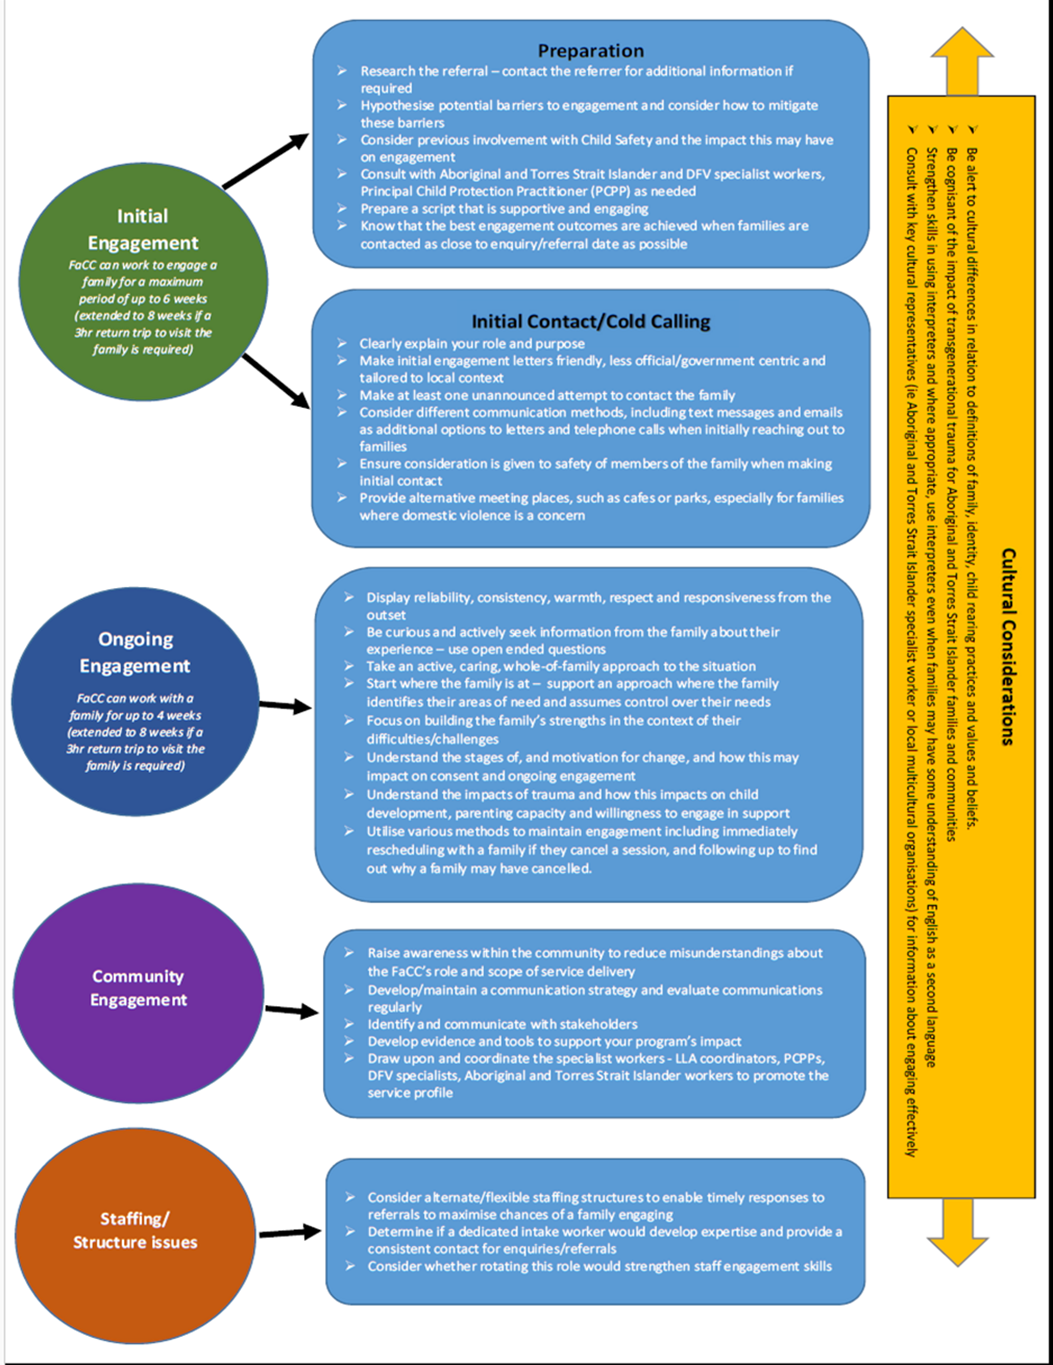 Initial
Engagement
FaCC can work to engage a
family for a maximum
period of up to 6 weeks
(extended to 8 weeks if a
3hr return trip to visit the
family is required)
Preparation
➢ Research the referral – contact the referrer for additional information if
required
➢ Hypothesise potential barriers to engagement and consider how to mitigate
these barriers
➢ Consider previous involvement with Child Safety and the impact this may have
on engagement
➢ Consult with Aboriginal and Torres Strait Islander and DFV specialist workers,
Principal Child Protection Practitioner (PCPP) as needed
➢ Prepare a script that is supportive and engaging
➢ Know that the best engagement outcomes are achieved when families are
contacted as close to enquiry/referral date as possible
Initial Contact/Cold Calling
➢ Clearly explain your role and purpose
➢ Make initial engagement letters friendly, less official/government centric and
tailored to local context
➢ Make at least one unannounced attempt to contact the family
➢ Consider different communication methods, including text messages and emails
as additional options to letters and telephone calls when initially reaching out to
families
➢ Ensure consideration is given to safety of members of the family when making
initial contact
➢ Provide alternative meeting places, such as cafes or parks, especially for families
where domestic violence is a concern
Ongoing
Engagement
FaCC can work with a
family for up to 4 weeks
(extended to 8 weeks if a
3hr return trip to visit the
family is required)
➢ Display reliability, consistency, warmth, respect and responsiveness from the
outset
➢ Be curious and actively seek information from the family about their
experience – use open ended questions
➢ Take an active, caring, whole-of-family approach to the situation
➢ Start where the family is at – support an approach where the family
identifies their areas of need and assumes control over their needs
➢ Focus on building the family's strengths in the context of their
difficulties/challenges
➢ Understand the stages of, and motivation for change, and how this may
impact on consent and ongoing engagement
➢ Understand the impacts of trauma and how this impacts on child
development, parenting capacity and willingness to engage in support
➢ Utilise various methods to maintain engagement including immediately
rescheduling with a family if they cancel a session, and following up to find
out why a family may have cancelled.
Community
Engagement
➢ Raise awareness within the community to reduce misunderstandings about
the FaCC's role and scope of service delivery
➢ Develop/maintain a communication strategy and evaluate communications
regularly
➢ Identify and communicate with stakeholders
➢ Develop evidence and tools to support your program's impact
➢ Draw upon and coordinate the specialist workers - LLA coordinators, PCPPs,
DFV specialists, Aboriginal and Torres Strait Islander workers to promote the
service profile
Staffing/
Structure issues
➢ Consider alternate/flexible staffing structures to enable timely responses to
referrals to maximise chances of a family engaging
➢ Determine if a dedicated intake worker would develop expertise and provide a
consistent contact for enquiries/referrals
➢ Consider whether rotating this role would strengthen staff engagement skills
Cultural Considerations
➢ Be alert to cultural differences in relation to definitions of family, identity, child rearing practices and values and beliefs.
➢ Be cognisant of the impact of transgenerational trauma for Aboriginal and Torres Strait Islander families and communities
➢ Strengthen skills in using interpreters and where appropriate, use interpreters even when families may have some understanding of English as a second language
➢ Consult with key cultural representatives (ie Aboriginal and Torres Strait Islander specialist worker or local multicultural organisations) for information about engaging effectively